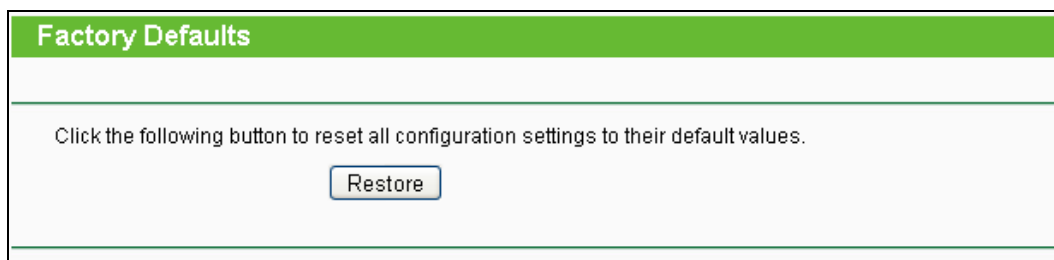 Factory Defaults
Click the following button to reset all configuration settings to their default values.
Restore